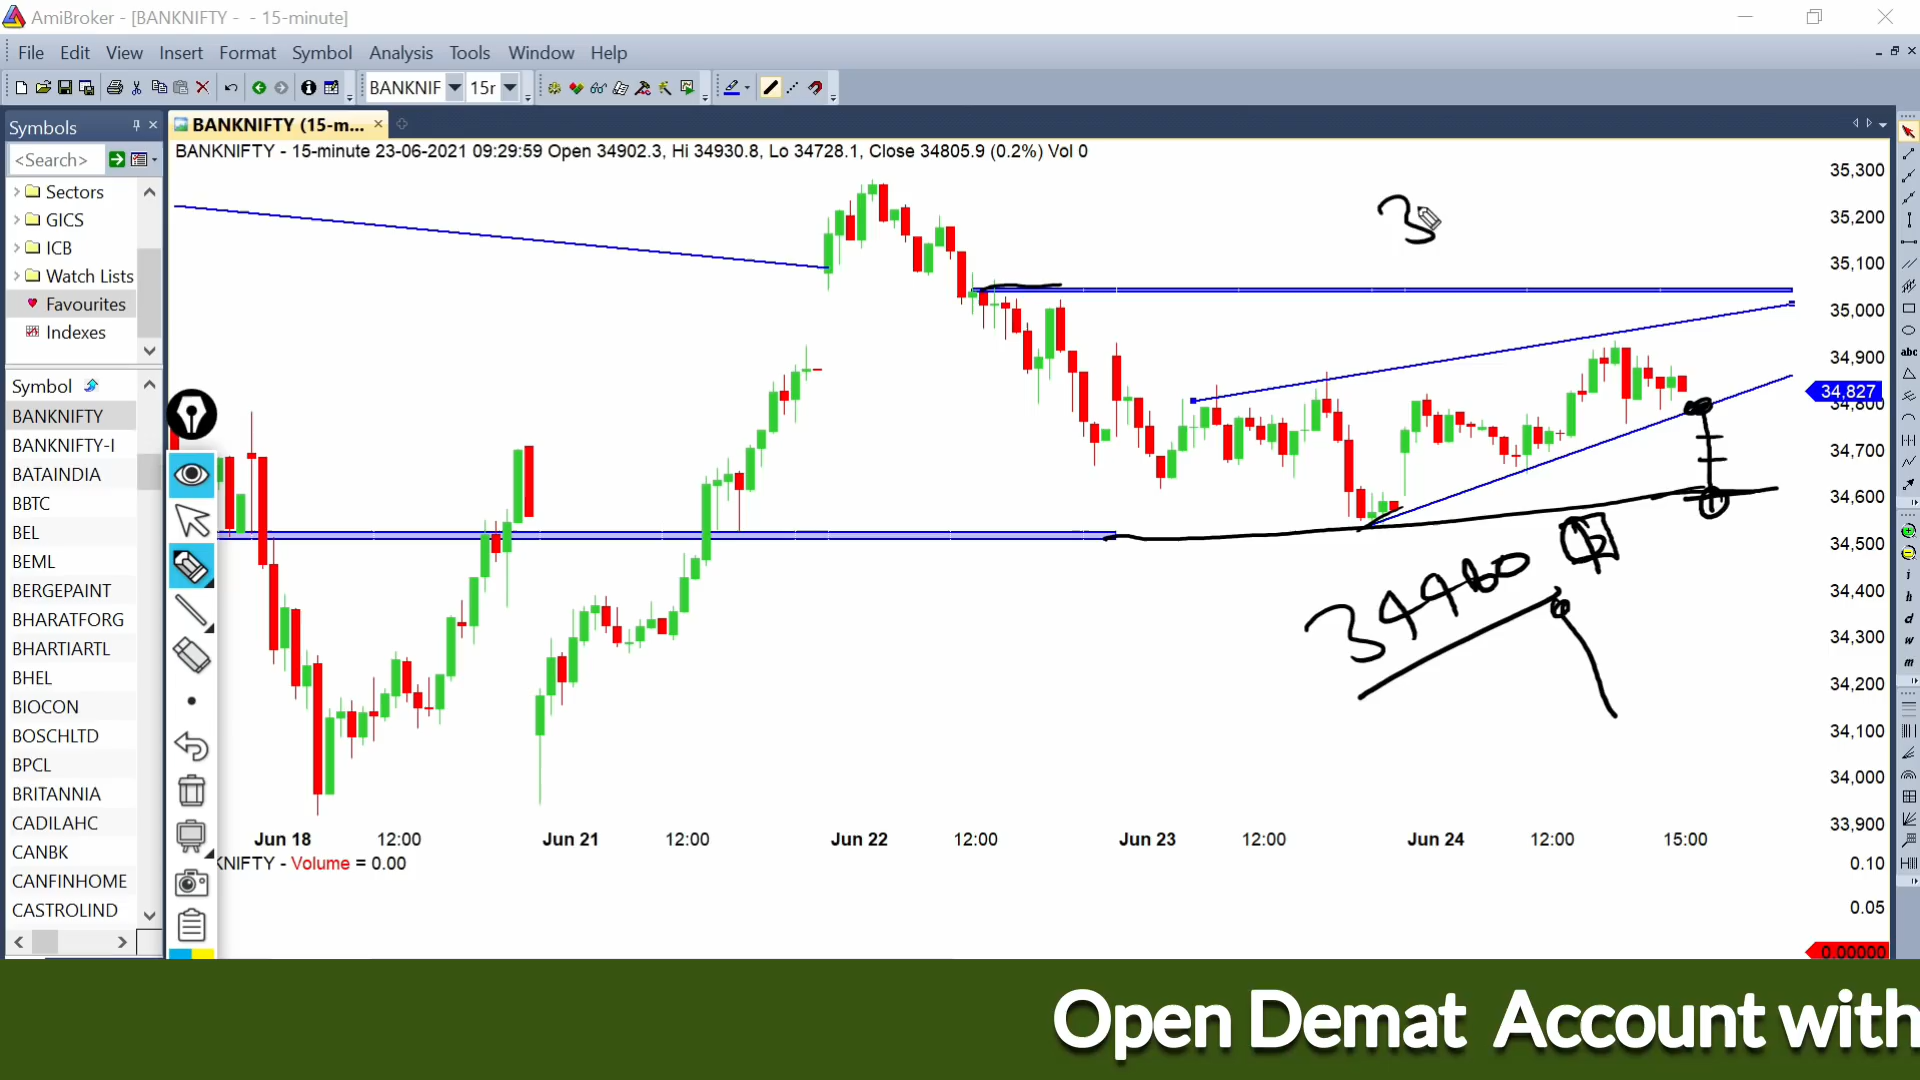 AmiBroker - [BANKNIFTY - - 15-minute]
File Edit View Insert Format Symbol Analysis Tools Window Help
BANKNIF 15r
Symbols
BANKNIFTY (15-m...
<Search>
BANKNIFTY - 15-minute 23-06-2021 09:29:59 Open 34902.3, Hi 34930.8, Lo 34728.1, Close 34805.9 (0.2%) Vol 0
Sectors
GICS
ICB
Watch Lists
Favourites
Indexes
Symbol
BANKNIFTY
BANKNIFTY-I
BATAINDIA
BBTC
BEL
BEML
BERGEPAINT
BHARATFORG
BHARTIARTL
BHEL
BIOCON
BOSCHLTD
BPCL
BRITANNIA
CADILAHC
CANBK
CANFINHOME
CASTROLIND
3
34460
35,300
35,200
35,100
35,000
34,900
34,827
34,800
34,700
34,600
34,500
34,400
34,300
34,200
34,100
34,000
33,900
0.10
0.05
0.00000
abc
i
h
d
w
m
Jun 18 12:00 Jun 21 12:00 Jun 22 12:00 Jun 23 12:00 Jun 24 12:00 15:00
KNIFTY - Volume = 0.00
Open Demat Account with